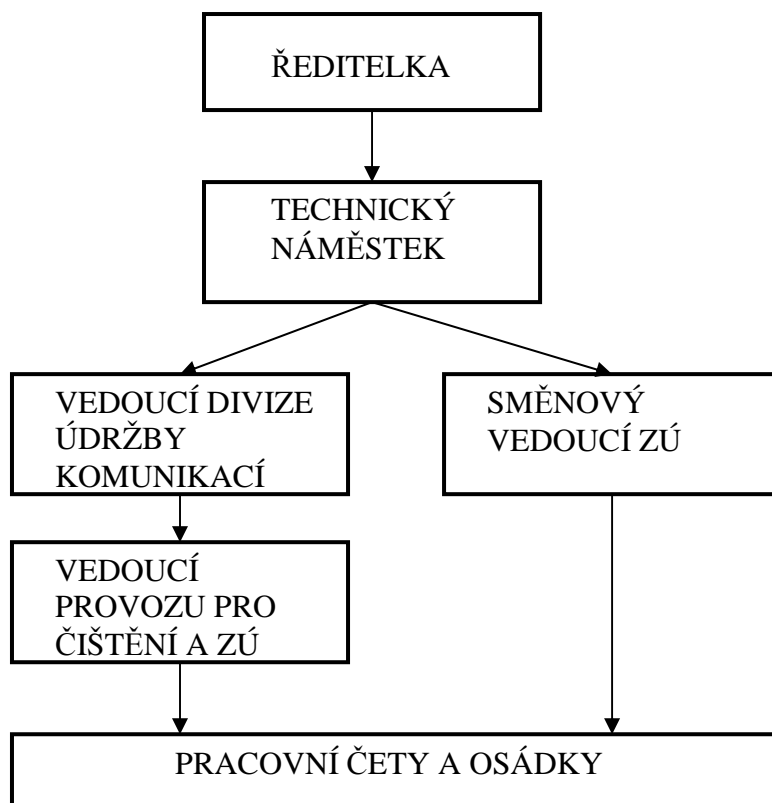 ŘEDITELKA
TECHNICKÝ
NÁMĚSTEK
VEDOUCÍ DIVIZE
ÚDRŽBY
KOMUNIKACÍ
SMĚNOVÝ
VEDOUCÍ ZÚ
VEDOUCÍ
PROVOZU PRO
ČIŠTĚNÍ A ZÚ
PRACOVNÍ ČETY A OSÁDKY